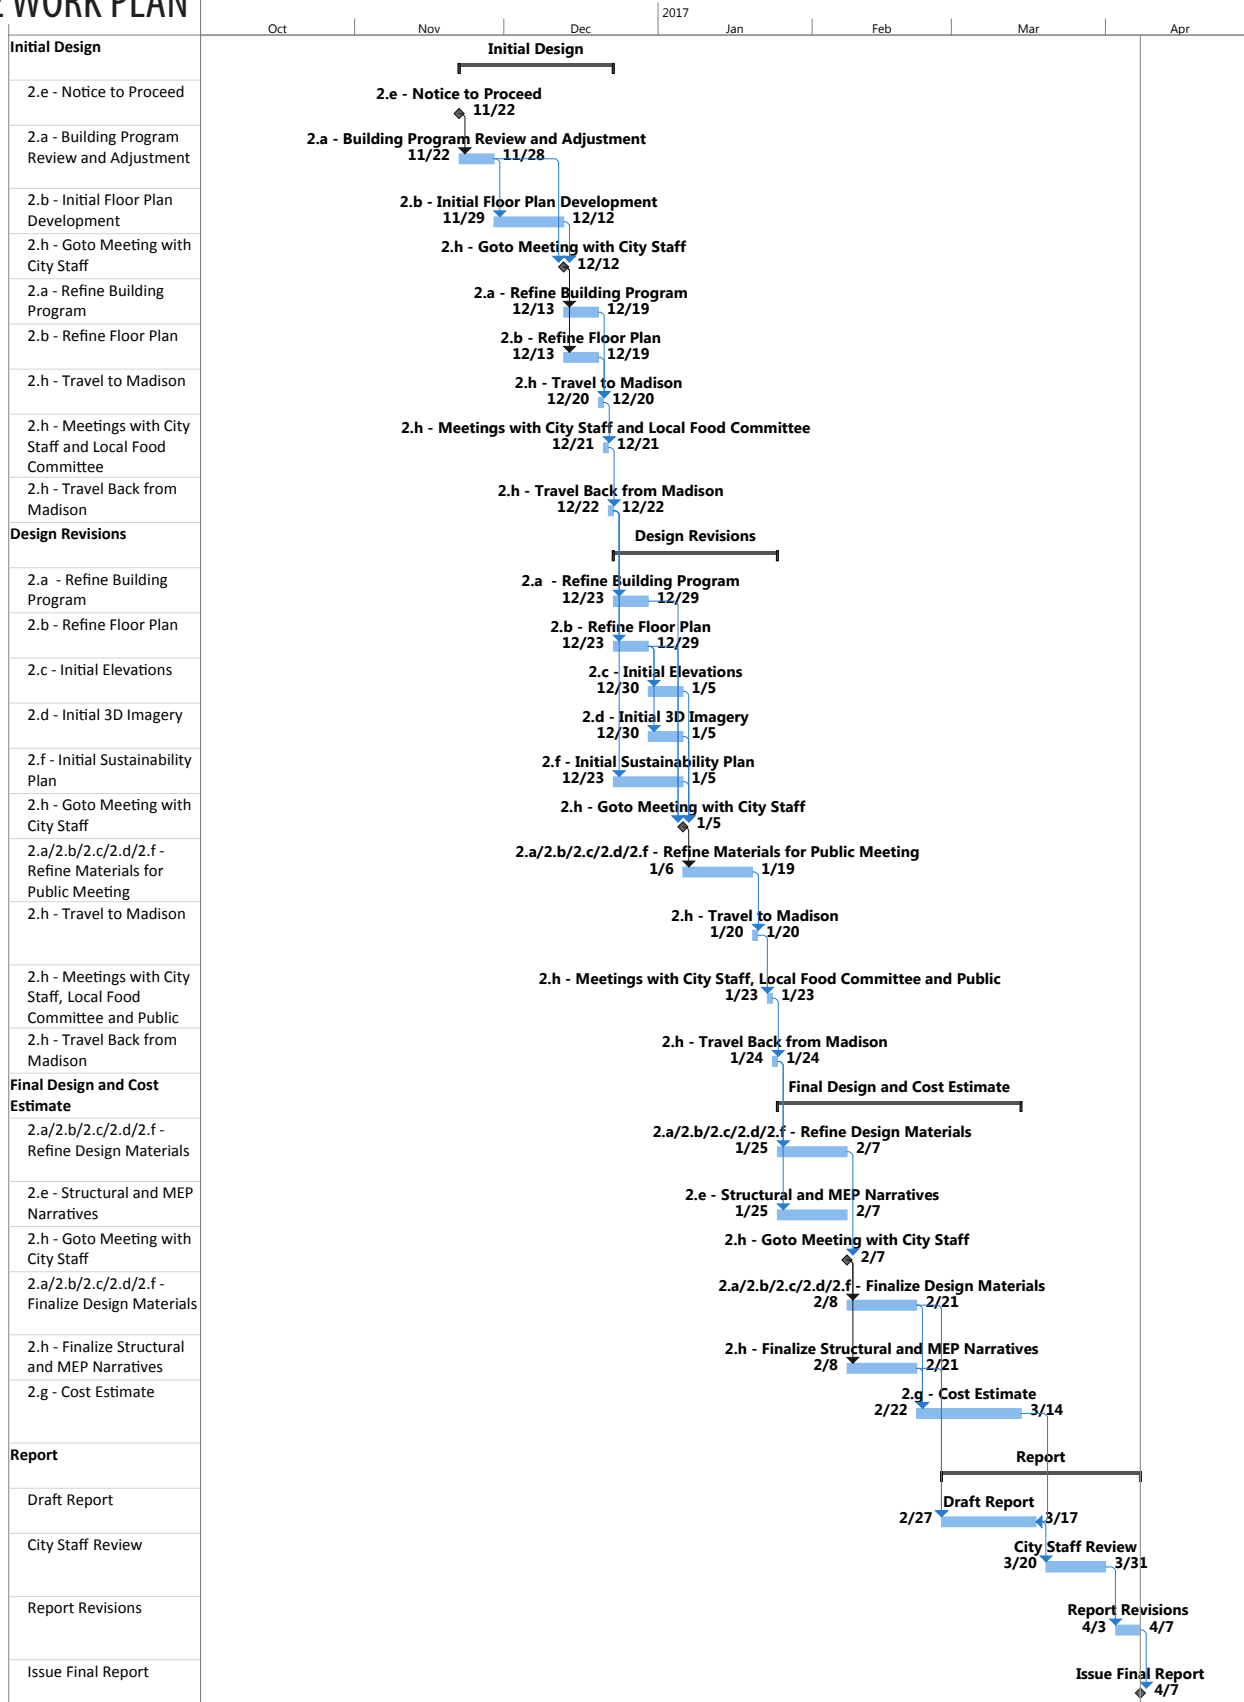 WORK PLAN
2017
Oct Nov Dec Jan Feb Mar Apr
Initial Design
Initial Design
2.e - Notice to Proceed
2.e - Notice to Proceed
11/22
2.a - Building Program
Review and Adjustment
2.a - Building Program Review and Adjustment
11/22 11/28
2.b - Initial Floor Plan
Development
2.b - Initial Floor Plan Development
11/29 12/12
2.h - Goto Meeting with
City Staff
2.h - Goto Meeting with City Staff
12/12
2.a - Refine Building
Program
2.a - Refine Building Program
12/13 12/19
2.b - Refine Floor Plan
2.b - Refine Floor Plan
12/13 12/19
2.h - Travel to Madison
2.h - Travel to Madison
12/20 12/20
2.h - Meetings with City
Staff and Local Food
Committee
2.h - Meetings with City Staff and Local Food Committee
12/21 12/21
2.h - Travel Back from
Madison
2.h - Travel Back from Madison
12/22 12/22
Design Revisions
Design Revisions
2.a  - Refine Building
Program
2.a  - Refine Building Program
12/23 12/29
2.b - Refine Floor Plan
2.b - Refine Floor Plan
12/23 12/29
2.c - Initial Elevations
2.c - Initial Elevations
12/30 1/5
2.d - Initial 3D Imagery
2.d - Initial 3D Imagery
12/30 1/5
2.f - Initial Sustainability
Plan
2.f - Initial Sustainability Plan
12/23 1/5
2.h - Goto Meeting with
City Staff
2.h - Goto Meeting with City Staff
1/5
2.a/2.b/2.c/2.d/2.f -
Refine Materials for
Public Meeting
2.a/2.b/2.c/2.d/2.f - Refine Materials for Public Meeting
1/6 1/19
2.h - Travel to Madison
2.h - Travel to Madison
1/20 1/20
2.h - Meetings with City
Staff, Local Food
Committee and Public
2.h - Meetings with City Staff, Local Food Committee and Public
1/23 1/23
2.h - Travel Back from
Madison
2.h - Travel Back from Madison
1/24 1/24
Final Design and Cost
Estimate
Final Design and Cost Estimate
2.a/2.b/2.c/2.d/2.f -
Refine Design Materials
2.a/2.b/2.c/2.d/2.f - Refine Design Materials
1/25 2/7
2.e - Structural and MEP
Narratives
2.e - Structural and MEP Narratives
1/25 2/7
2.h - Goto Meeting with
City Staff
2.h - Goto Meeting with City Staff
2/7
2.a/2.b/2.c/2.d/2.f -
Finalize Design Materials
2.a/2.b/2.c/2.d/2.f - Finalize Design Materials
2/8 2/21
2.h - Finalize Structural
and MEP Narratives
2.h - Finalize Structural and MEP Narratives
2/8 2/21
2.g - Cost Estimate
2.g - Cost Estimate
2/22 3/14
Report
Report
Draft Report
Draft Report
2/27 3/17
City Staff Review
City Staff Review
3/20 3/31
Report Revisions
Report Revisions
4/3 4/7
Issue Final Report
Issue Final Report
4/7